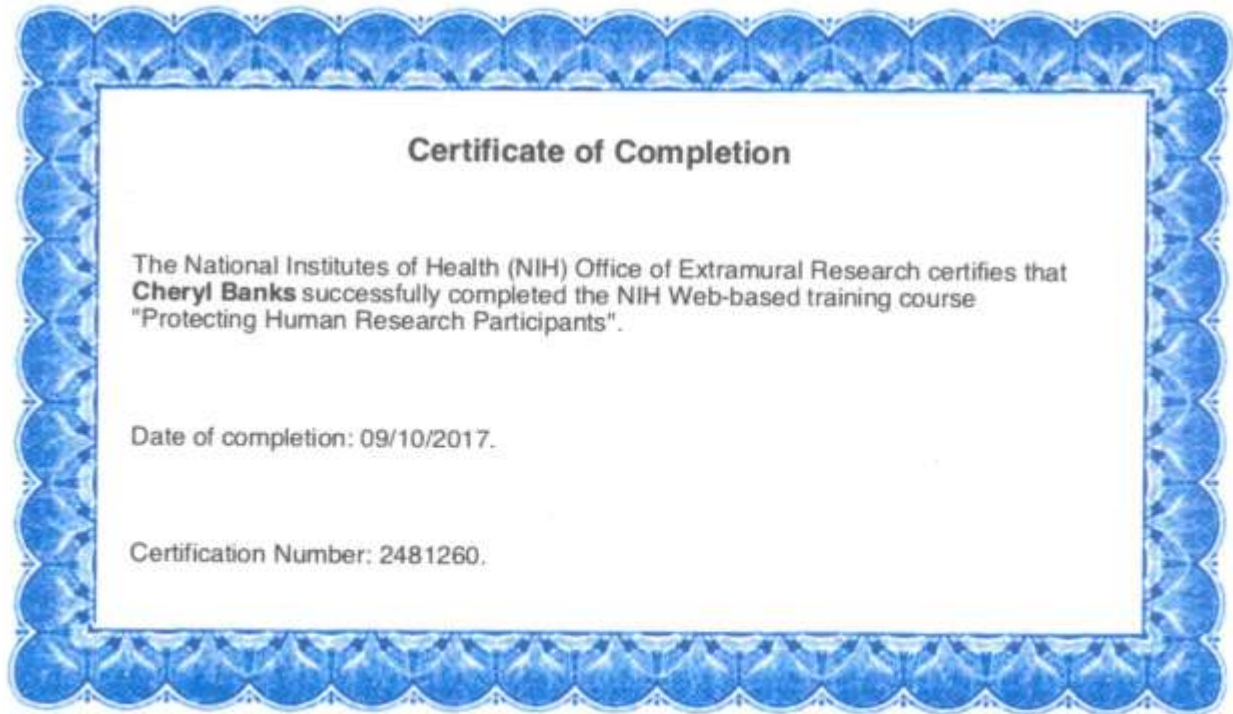 Certificate of Completion
The National Institutes of Health (NIH) Office of Extramural Research certifies that
Cheryl Banks successfully completed the NIH Web-based training course
"Protecting Human Research Participants".
Date of completion: 09/10/2017.
Certification Number: 2481260.